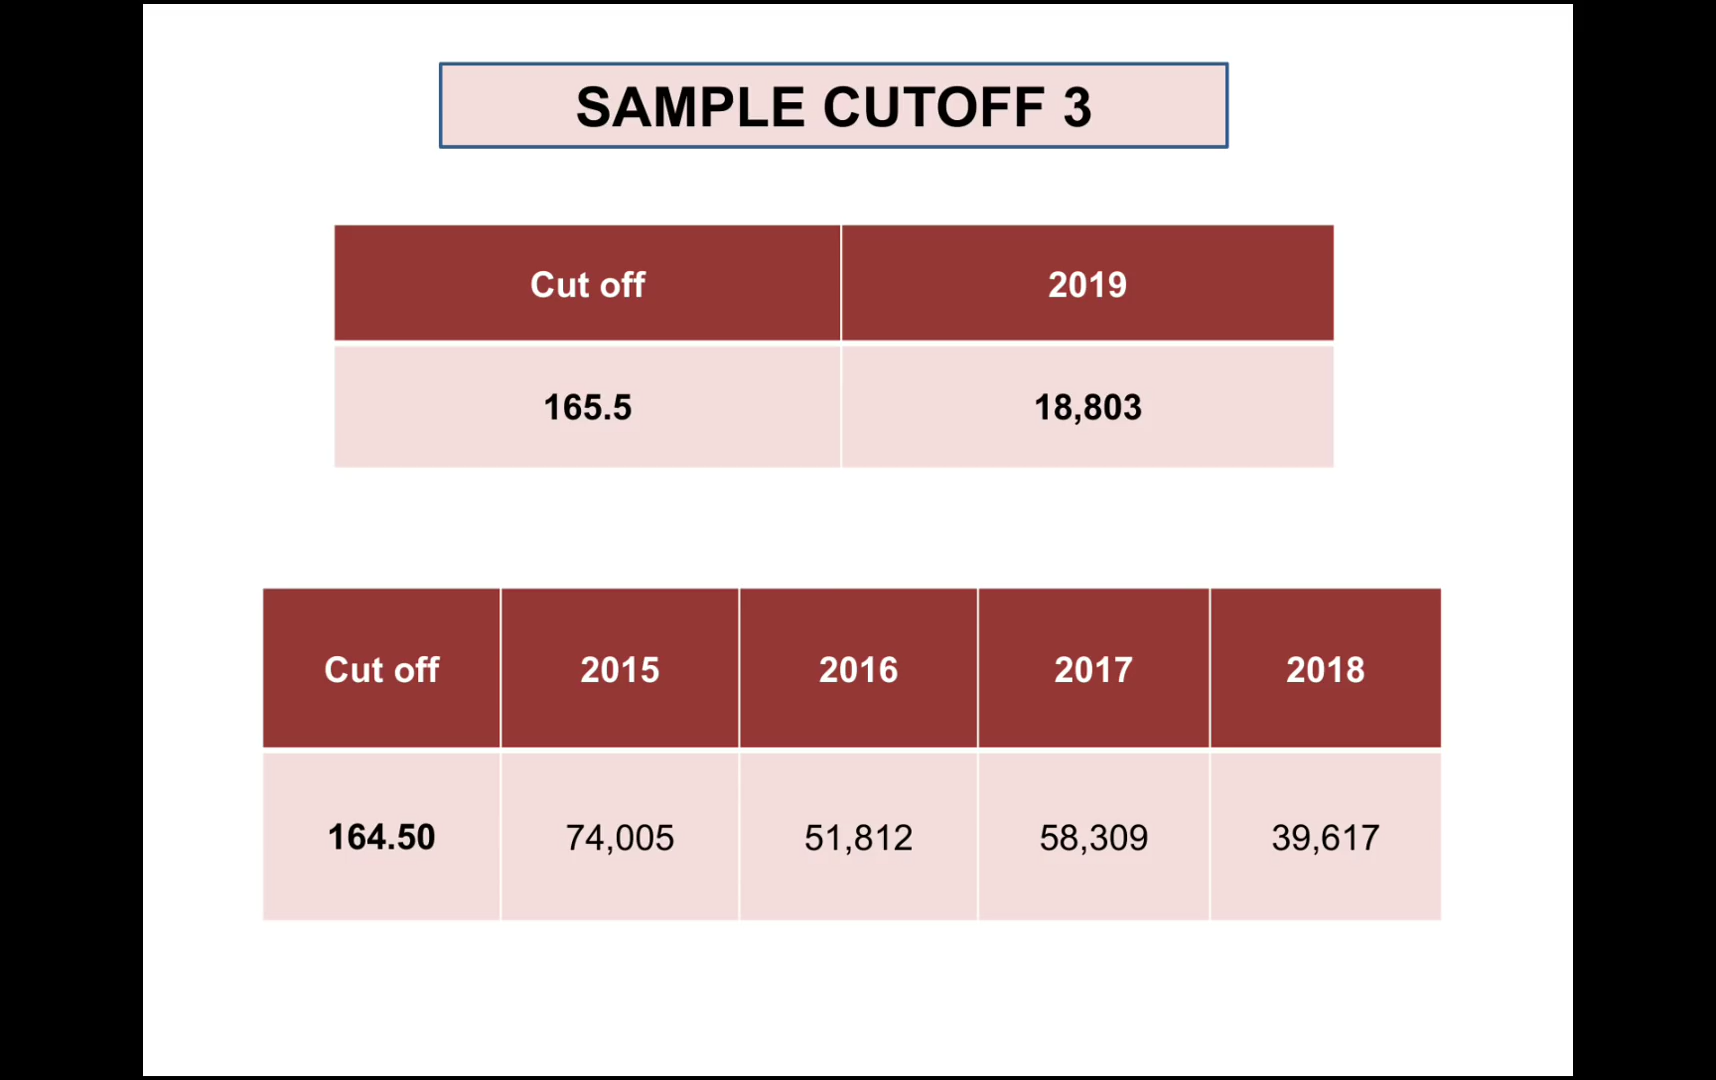 SAMPLE CUTOFF 3
Cut off 2019
165.5 18,803
Cut off 2015 2016 2017 2018
164.50 74,005 51,812 58,309 39,617